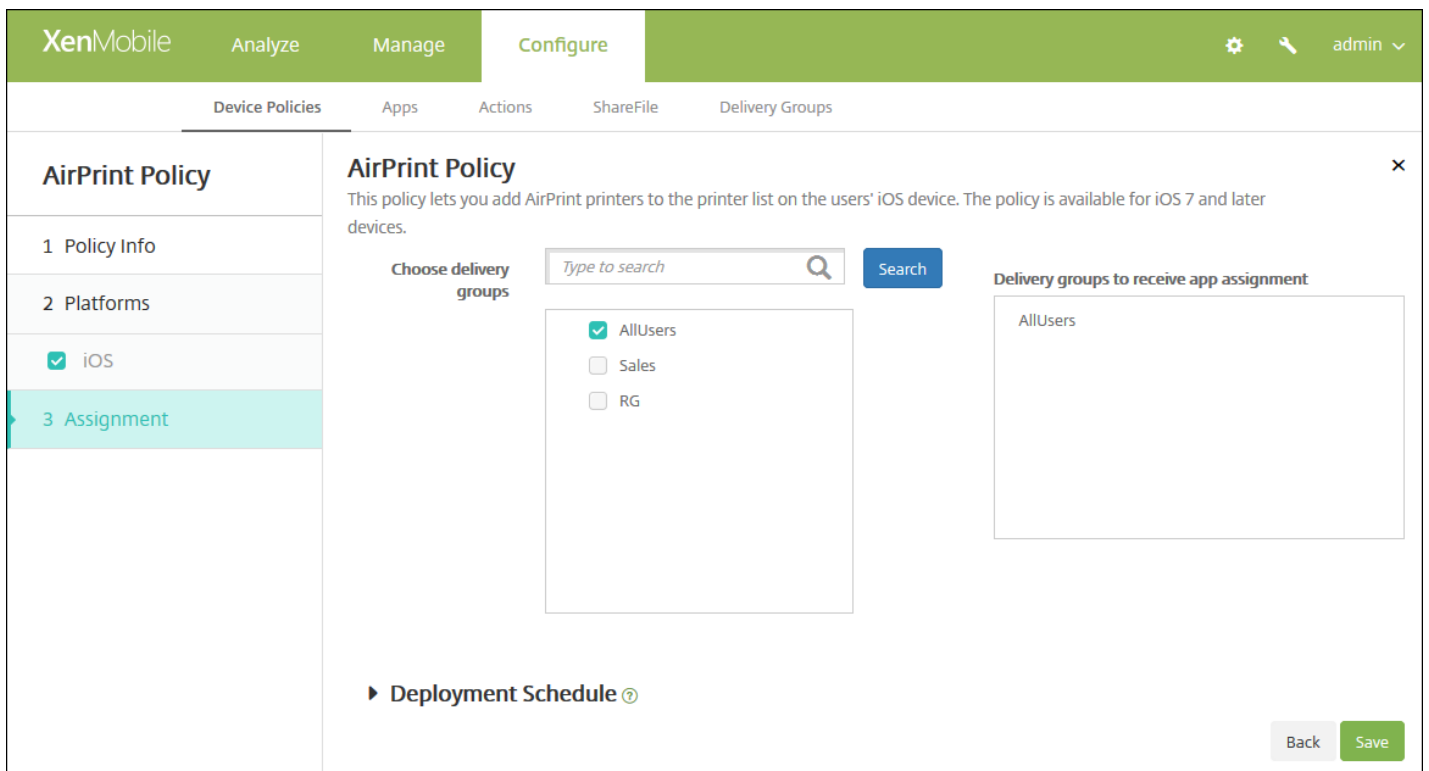 XenMobile Analyze Manage Configure admin
Device Policies Apps Actions ShareFile Delivery Groups
AirPrint Policy
1 Policy Info
2 Platforms
iOS
3 Assignment
AirPrint Policy
This policy lets you add AirPrint printers to the printer list on the users' iOS device. The policy is available for iOS 7 and later
devices.
Choose delivery
groups
Type to search
Search
AllUsers
Sales
RG
Delivery groups to receive app assignment
AllUsers
Deployment Schedule ?
Back Save